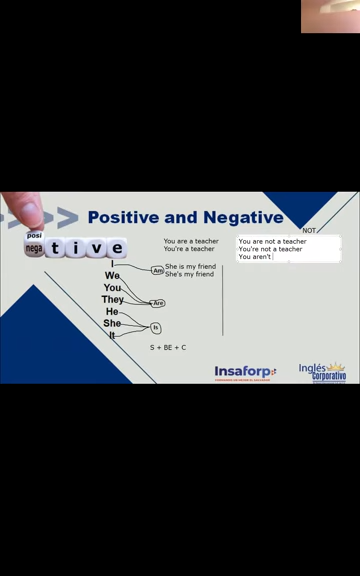 Positive and Negative
posi
nega
t i v e
NOT
You are a teacher
You're a teacher
You are not a teacher
You're not a teacher
You aren't
She is my friend
She's my friend
I
We
You
They
He
She
It
Am
Are
Is
S + BE + C
Insaforp
Inglés
Corporativo